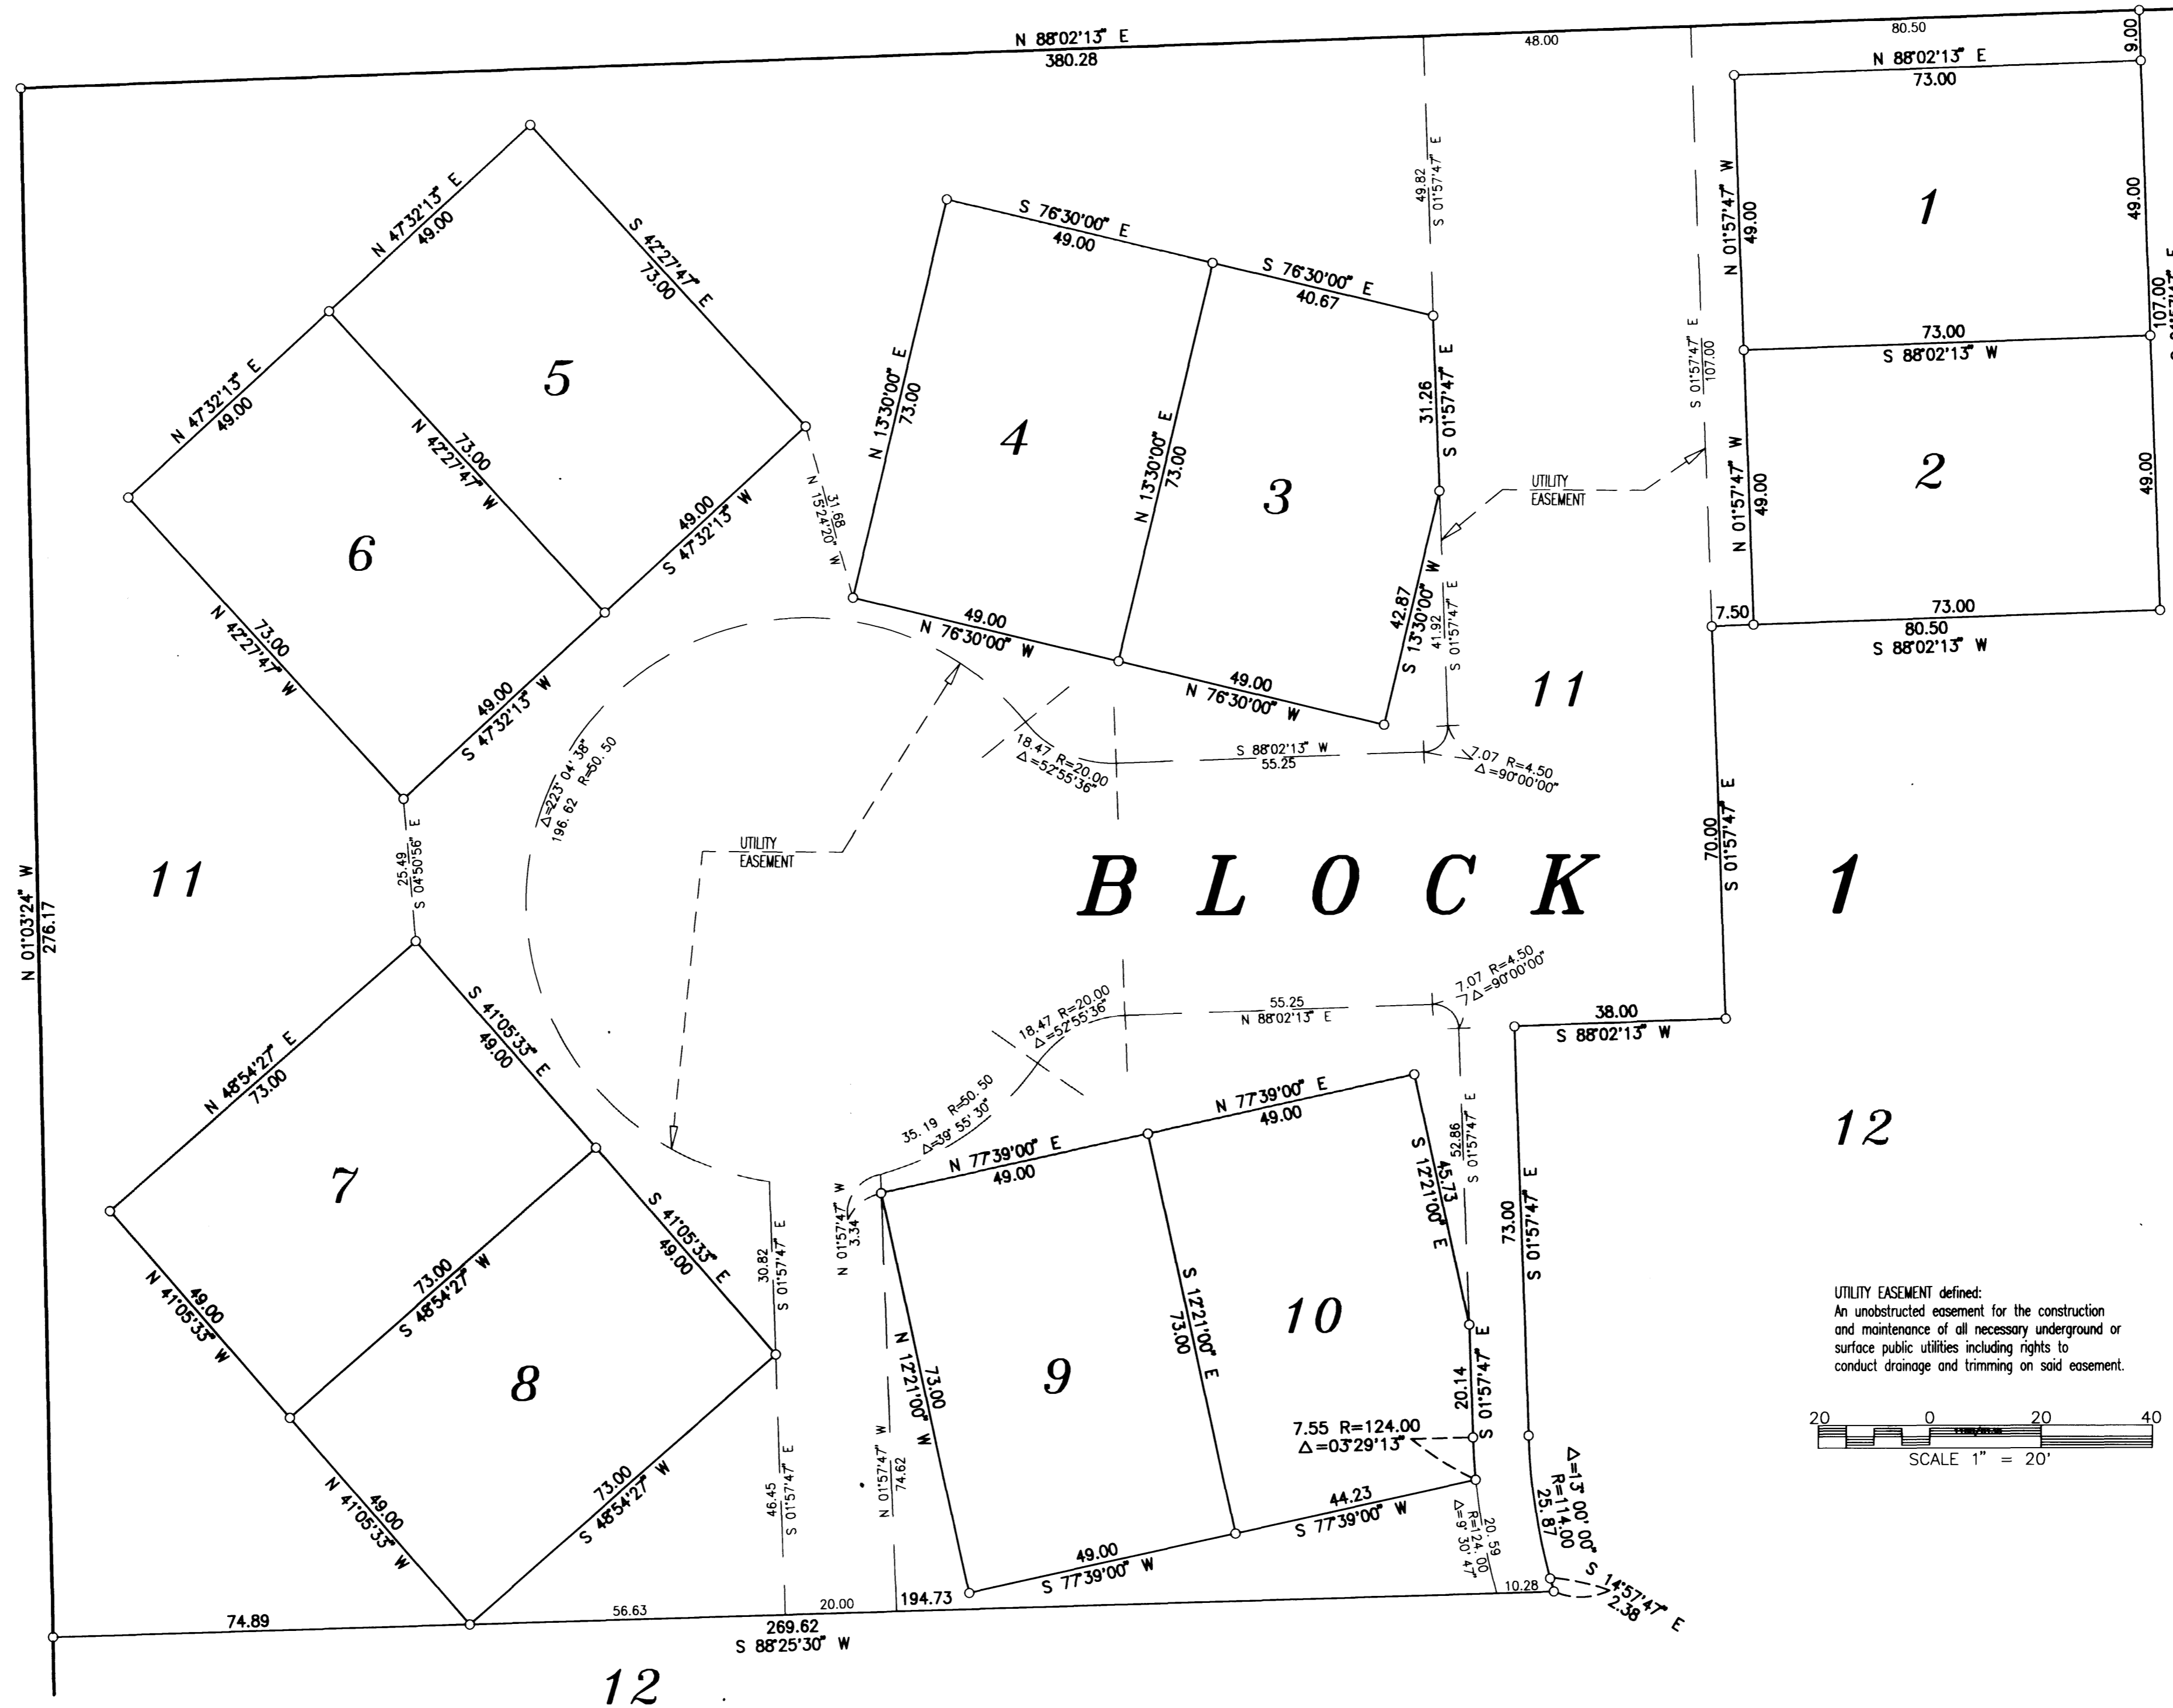 N 88°02'13" E
380.28
48.00
80.50
9.00
N 88°02'13" E
73.00
N 01°57'47" W
49.00
1
49.00
107.00
73.00
S 88°02'13" W
N 01°57'47" W
49.00
2
49.00
7.50
73.00
80.50
S 88°02'13" W
49.82
S 01°57'47" E
S 01°57'47" E
107.00
N 47°32'13" E
49.00
S 42°27'47" E
73.00
5
N 47°32'13" E
49.00
73.00
N 42°27'47" W
49.00
S 47°32'13" W
6
73.00
N 42°27'47" W
49.00
S 47°32'13" W
31.68
N 15°24'20" W
S 76°30'00" E
49.00
S 76°30'00" E
40.67
N 13°30'00" E
73.00
4
N 13°30'00" E
73.00
3
31.26
S 01°57'47" E
UTILITY
EASEMENT
42.87
S 13°30'00" W
41.92
S 01°57'47" E
49.00
N 76°30'00" W
49.00
N 76°30'00" W
11
18.47 R=20.00
Δ=52°55'36"
S 88°02'13" W
55.25
7.07 R=4.50
Δ=90°00'00"
Δ=223°04'38"
196.62 R=50.50
UTILITY
EASEMENT
70.00
S 01°57'47" E
BLOCK 1
11
N 01°03'24" W
276.17
25.49
S 04°50'56" E
18.47 R=20.00
Δ=52°55'36"
55.25
N 88°02'13" E
7.07 R=4.50
Δ=90°00'00"
38.00
S 88°02'13" W
12
N 48°54'27" E
73.00
S 41°05'33" E
49.00
7
73.00
S 48°54'27" W
49.00
N 41°05'33" W
S 41°05'33" E
49.00
8
49.00
N 41°05'33" W
73.00
S 48°54'27" W
30.82
S 01°57'47" E
46.45
S 01°57'47" E
35.19 R=50.50
Δ=39°55'30"
N 01°57'47" W
3.34
N 01°57'47" W
74.62
N 77°39'00" E
49.00
N 77°39'00" E
49.00
73.00
N 12°21'00" W
9
S 12°21'00" E
73.00
10
45.73
S 12°21'00" E
52.86
S 01°57'47" E
20.14
S 01°57'47" E
7.55 R=124.00
Δ=03°29'13"
44.23
S 77°39'00" W
49.00
S 77°39'00" W
20.59
R=124.00
Δ=9°30'47"
73.00
S 01°57'47" E
Δ=13°00'00"
R=114.00
25.87
S 14°57'47" E
2.38
10.28
74.89
56.63
20.00
194.73
269.62
S 88°25'30" W
12
UTILITY EASEMENT defined:
An unobstructed easement for the construction
and maintenance of all necessary underground or
surface public utilities including rights to
conduct drainage and trimming on said easement.
20 0 20 40
SCALE 1" = 20'